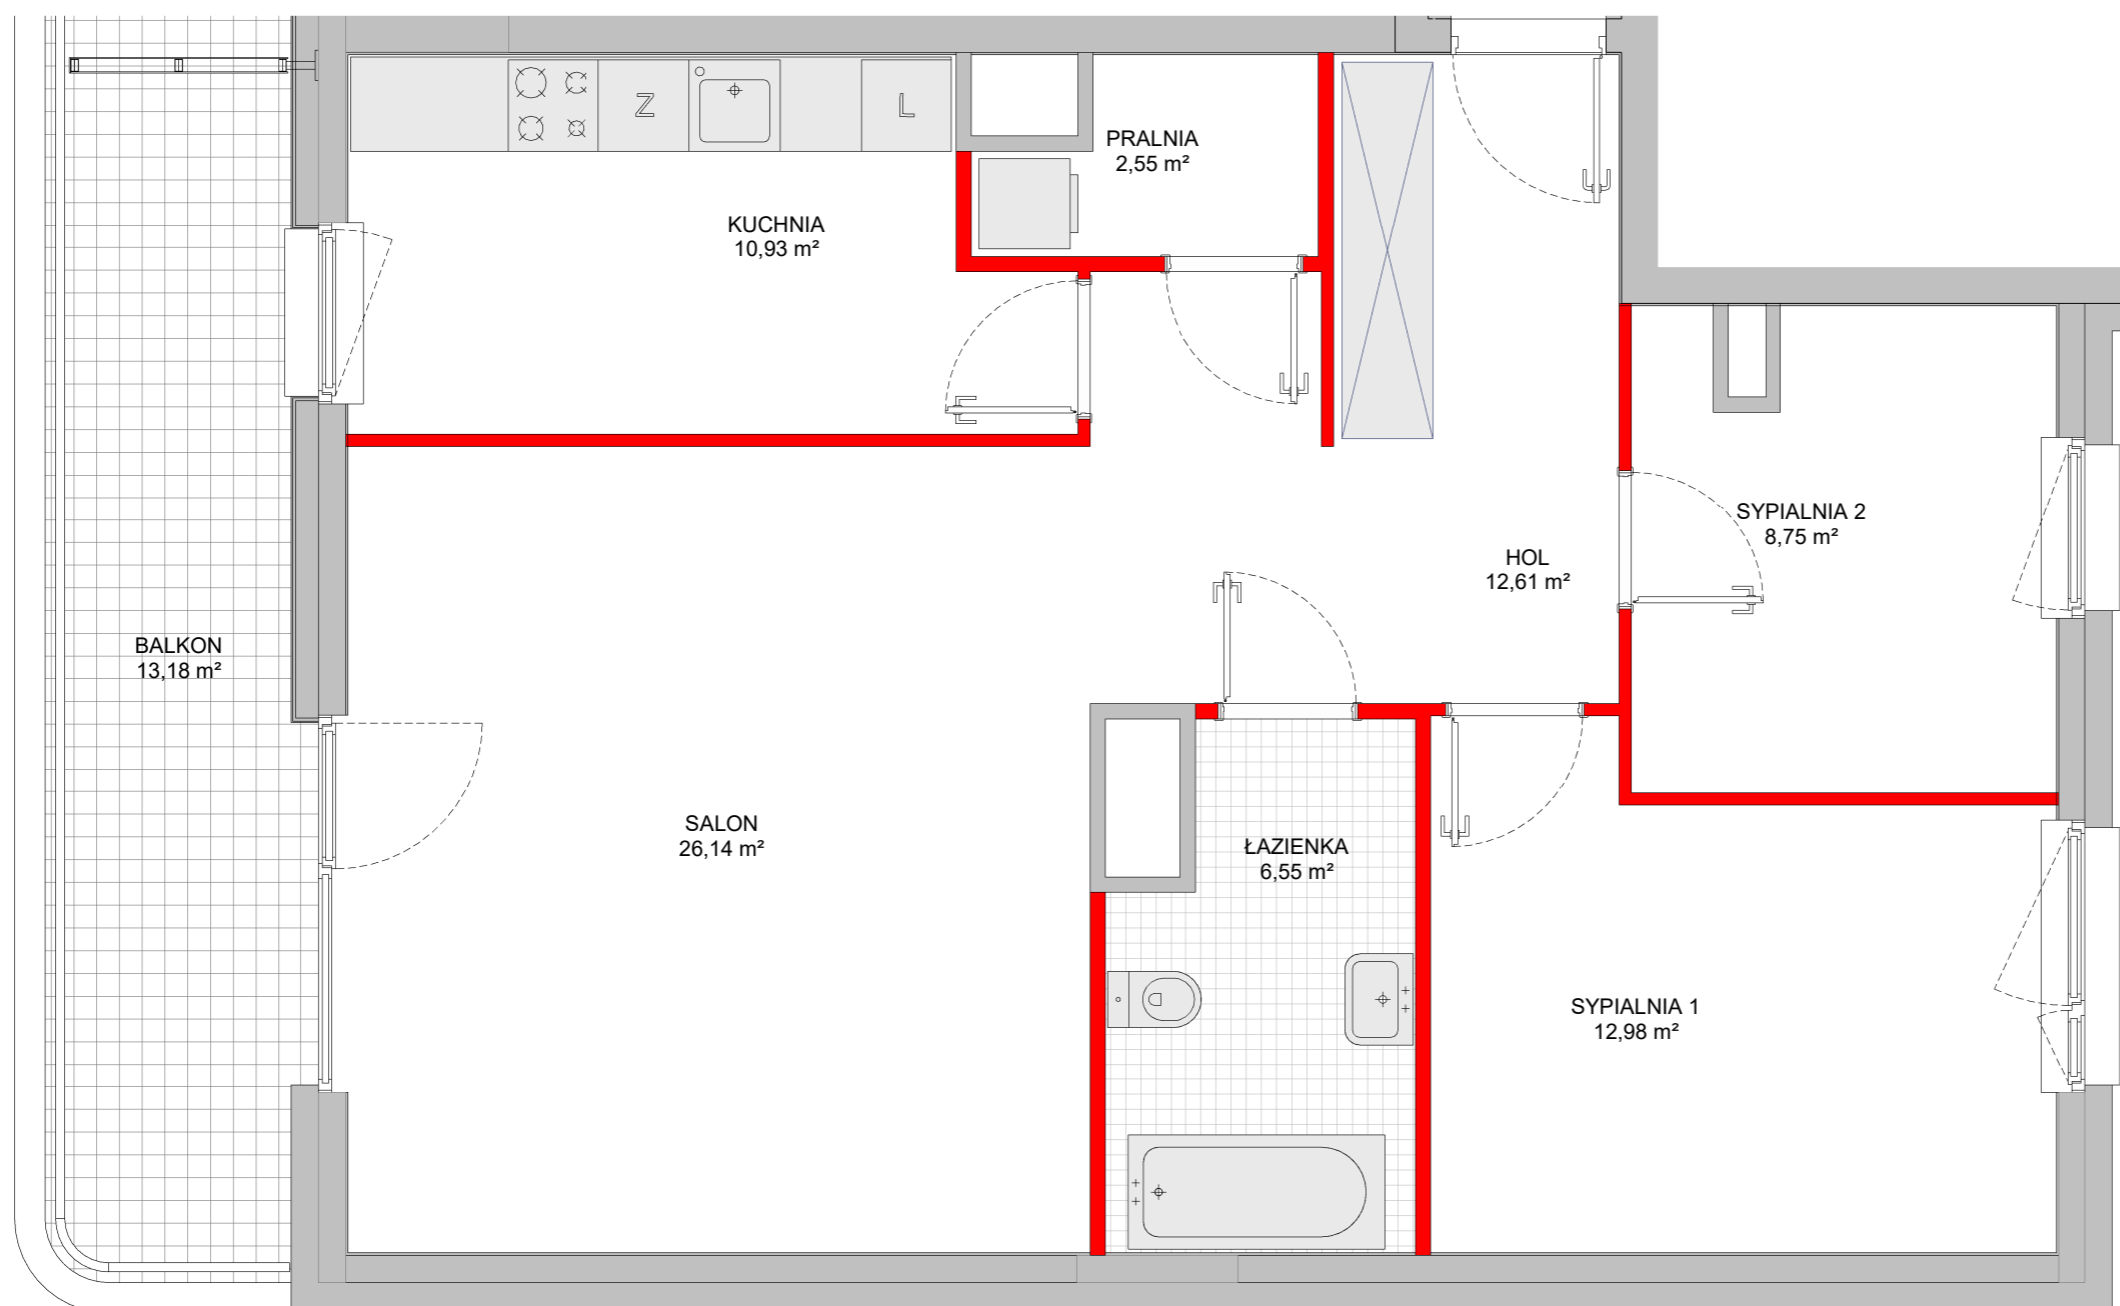 Z
L
PRALNIA
2,55 m²
KUCHNIA
10,93 m²
SYPIALNIA 2
8,75 m²
HOL
12,61 m²
BALKON
13,18 m²
SALON
26,14 m²
ŁAZIENKA
6,55 m²
SYPIALNIA 1
12,98 m²